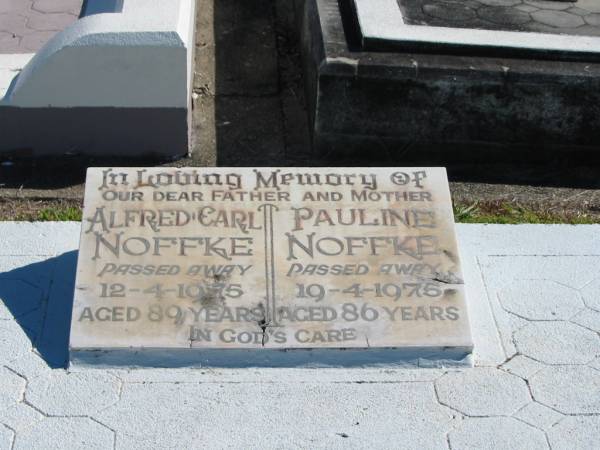 In Loving Memory Of
Our dear Father and Mother
Alfred Carl Pauline
Noffke Noffke
passed away passed away
12-4-1975 19-4-1975
aged 89 years aged 86 years
In God's care